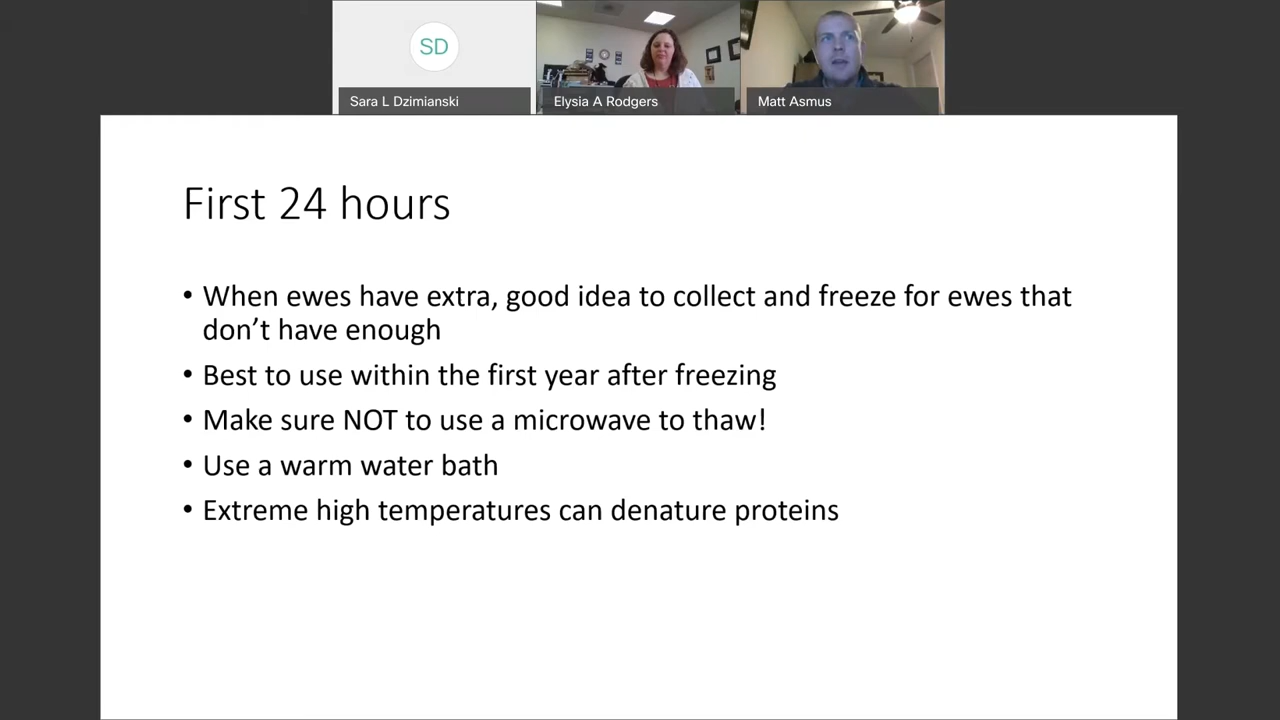 SD
Sara L Dzimianski
Elysia A Rodgers
Matt Asmus
First 24 hours
• When ewes have extra, good idea to collect and freeze for ewes that
don’t have enough
• Best to use within the first year after freezing
• Make sure NOT to use a microwave to thaw!
• Use a warm water bath
• Extreme high temperatures can denature proteins